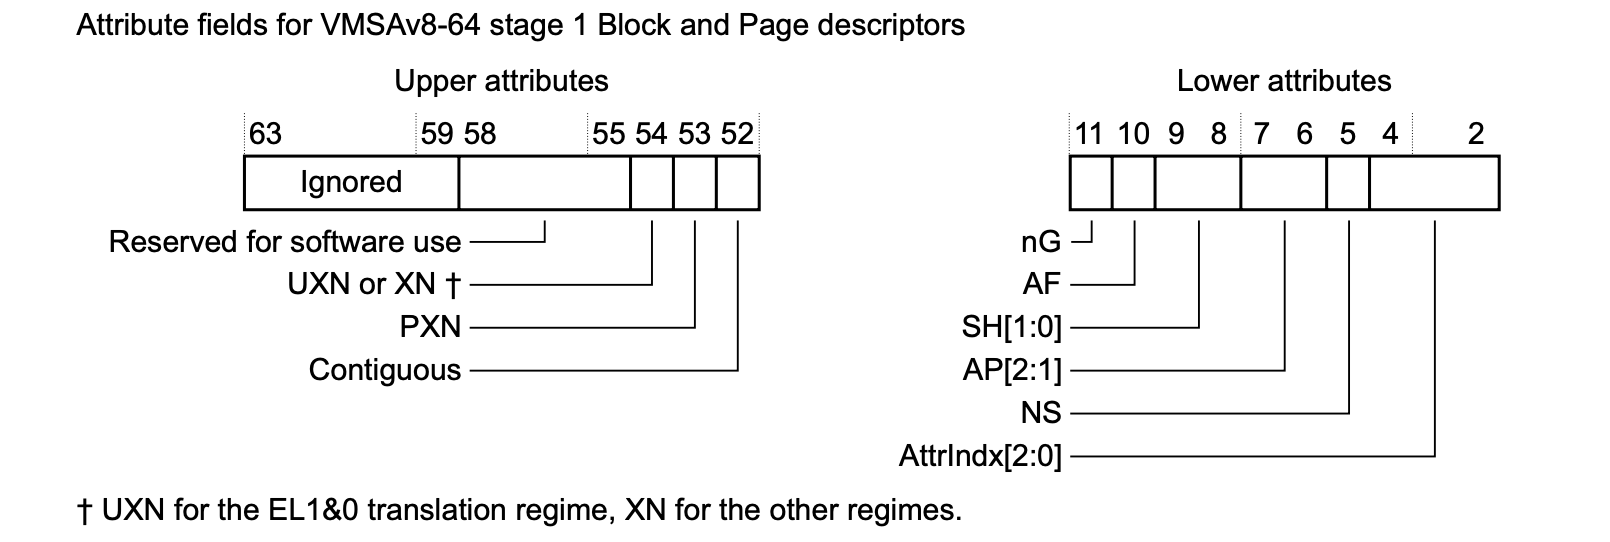 Attribute fields for VMSAv8-64 stage 1 Block and Page descriptors
Upper attributes
Lower attributes
63 59 58 55 54 53 52
11 10 9 8 7 6 5 4 2
Ignored
Reserved for software use
UXN or XN †
PXN
Contiguous
nG
AF
SH[1:0]
AP[2:1]
NS
AttrIndx[2:0]
† UXN for the EL1&0 translation regime, XN for the other regimes.